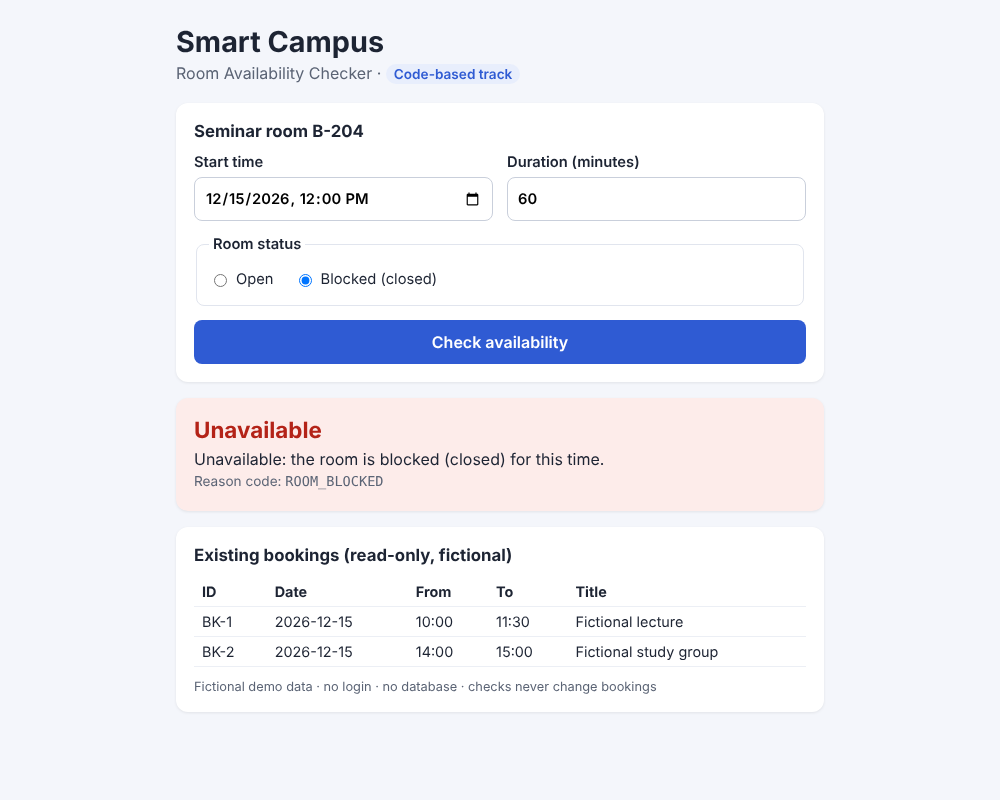 Smart Campus
Room Availability Checker · Code-based track
Seminar room B-204
Start time Duration (minutes)
12/15/2026, 12:00 PM 60
Room status
Open Blocked (closed)
Check availability
Unavailable
Unavailable: the room is blocked (closed) for this time.
Reason code: ROOM_BLOCKED
Existing bookings (read-only, fictional)
ID Date From To Title
BK-1 2026-12-15 10:00 11:30 Fictional lecture
BK-2 2026-12-15 14:00 15:00 Fictional study group
Fictional demo data · no login · no database · checks never change bookings